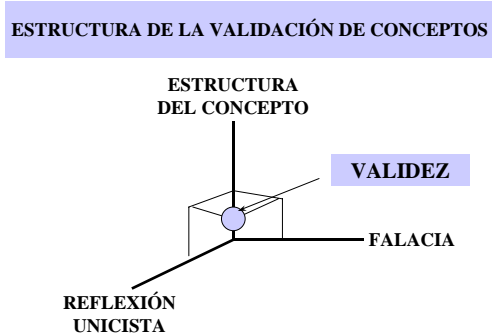 ESTRUCTURA DE LA VALIDACIÓN DE CONCEPTOS
ESTRUCTURA
DEL CONCEPTO
VALIDEZ
FALACIA
REFLEXIÓN
UNICISTA